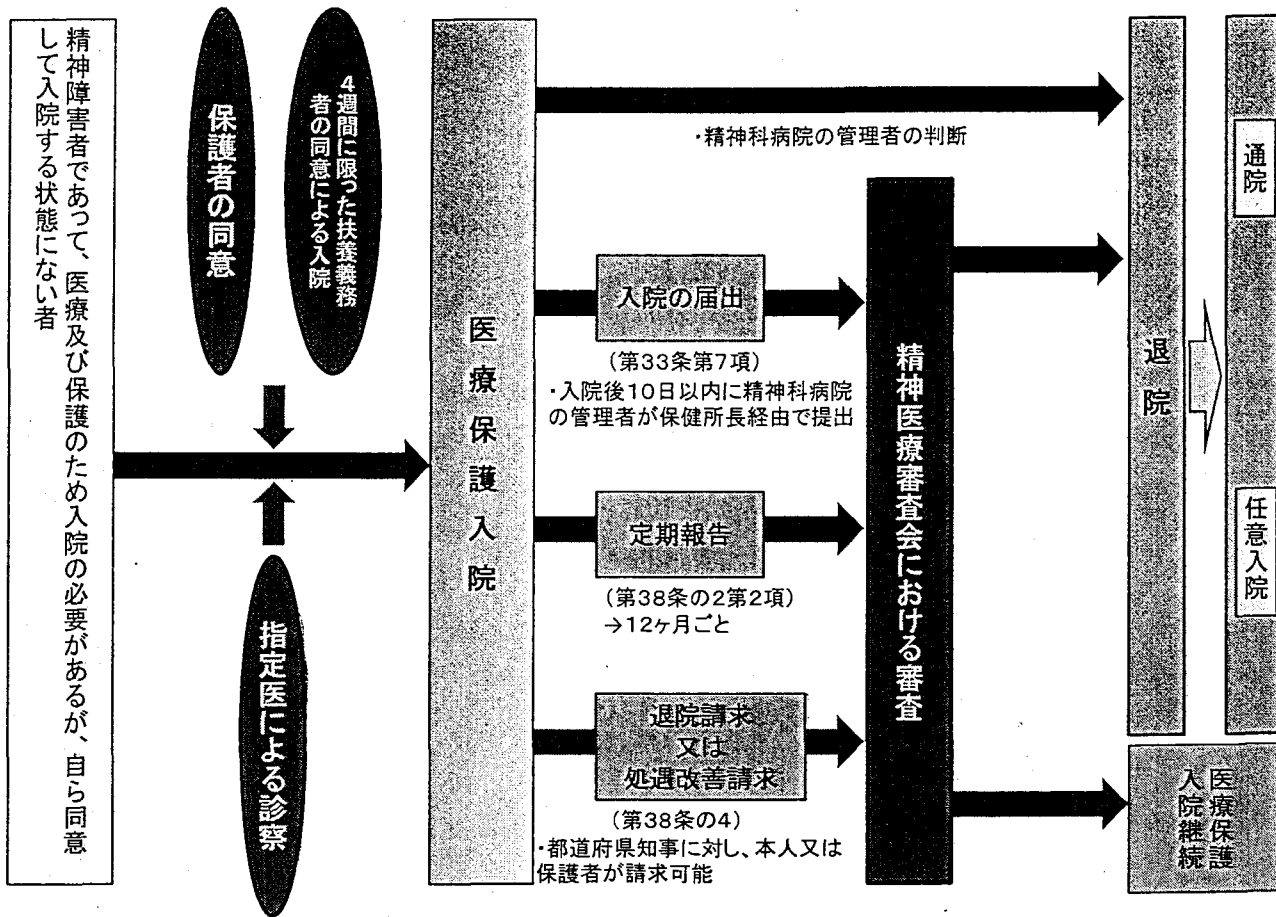 精神障害者であって、医療及び保護のため入院の必要があるが、自ら同意
して入院する状態にない者
保護者の同意
4週間に限った扶養義務
者の同意による入院
指定医による診察
医療保護入院
・精神科病院の管理者の判断
入院の届出
(第33条第7項)
・入院後10日以内に精神科病院
の管理者が保健所長経由で提出
定期報告
(第38条の2第2項)
→12ヶ月ごと
退院請求
又は
処遇改善請求
(第38条の4)
・都道府県知事に対し、本人又は
保護者が請求可能
精神医療審査会における審査
退院
通院
任意入院
医療保護
入院継続